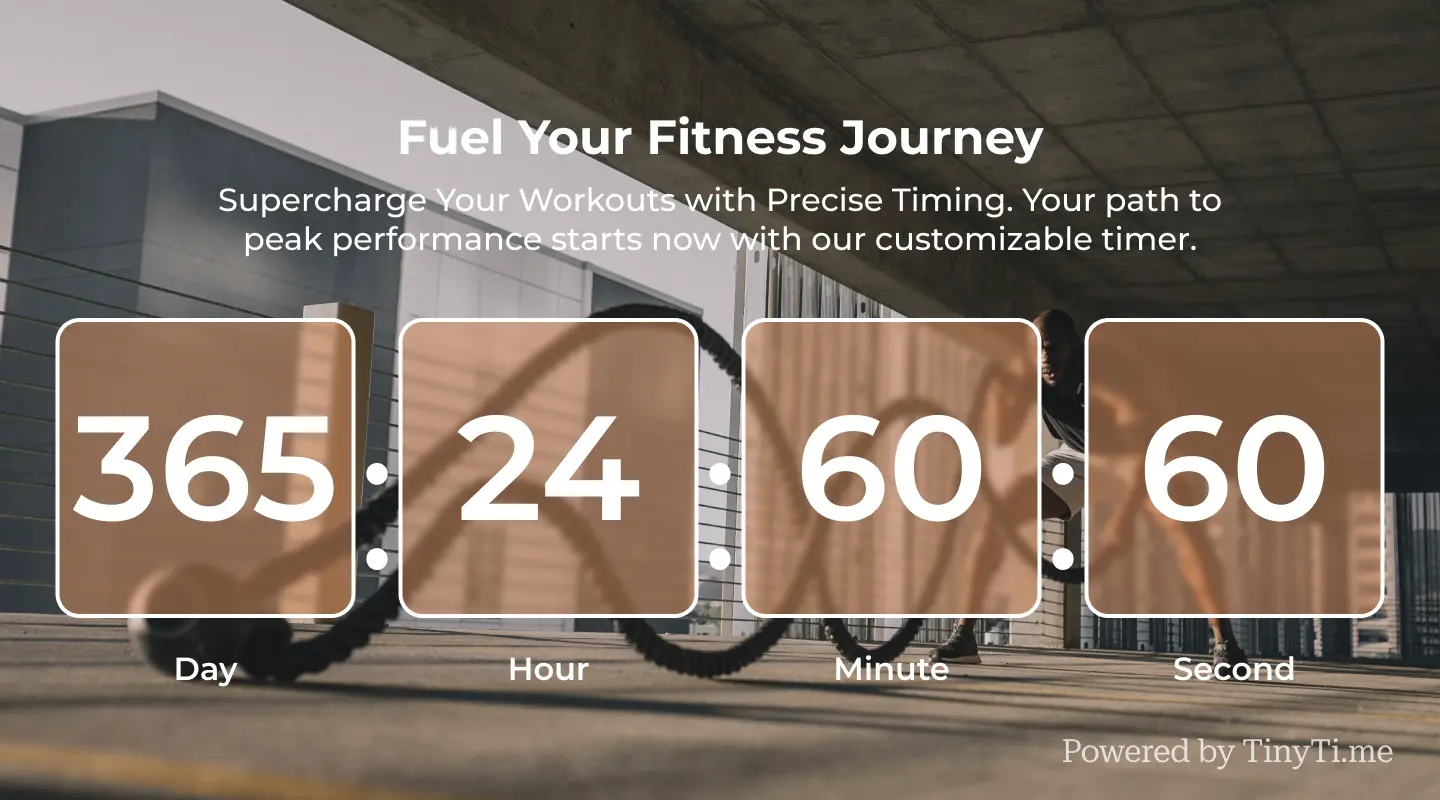 Fuel Your Fitness Journey
Supercharge Your Workouts with Precise Timing. Your path to
peak performance starts now with our customizable timer.
365 : 24 : 60 : 60
Day Hour Minute Second
Powered by TinyTi.me